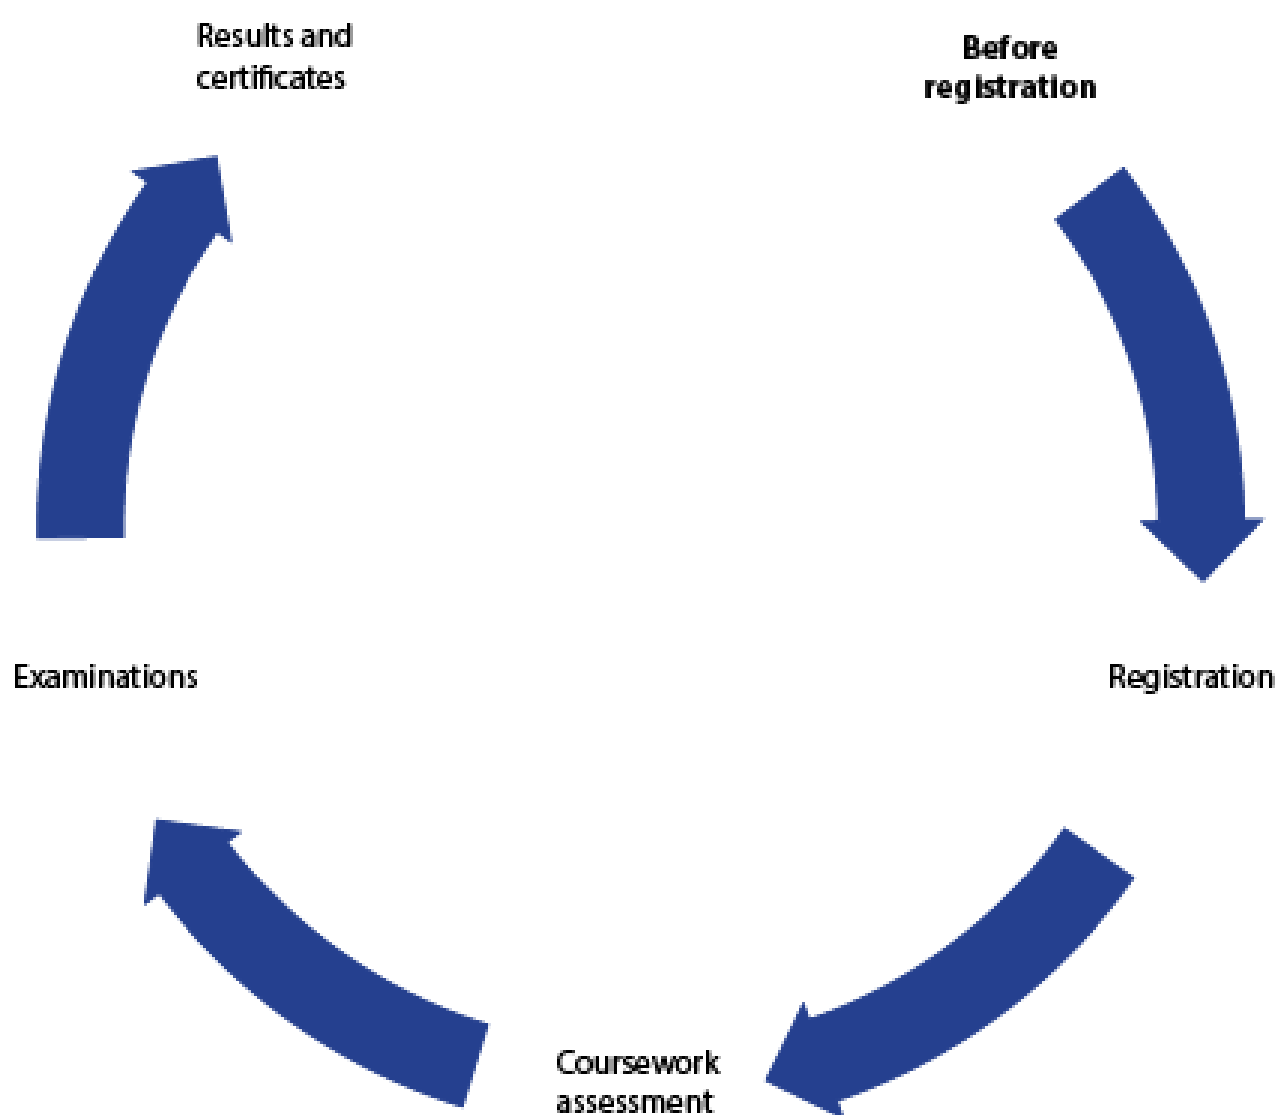 Results and
certificates
Before
registration
Examinations
Registration
Coursework
assessment